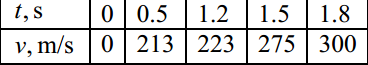 t, s 0 0.5 1.2 1.5 1.8
v, m/s 0 213 223 275 300